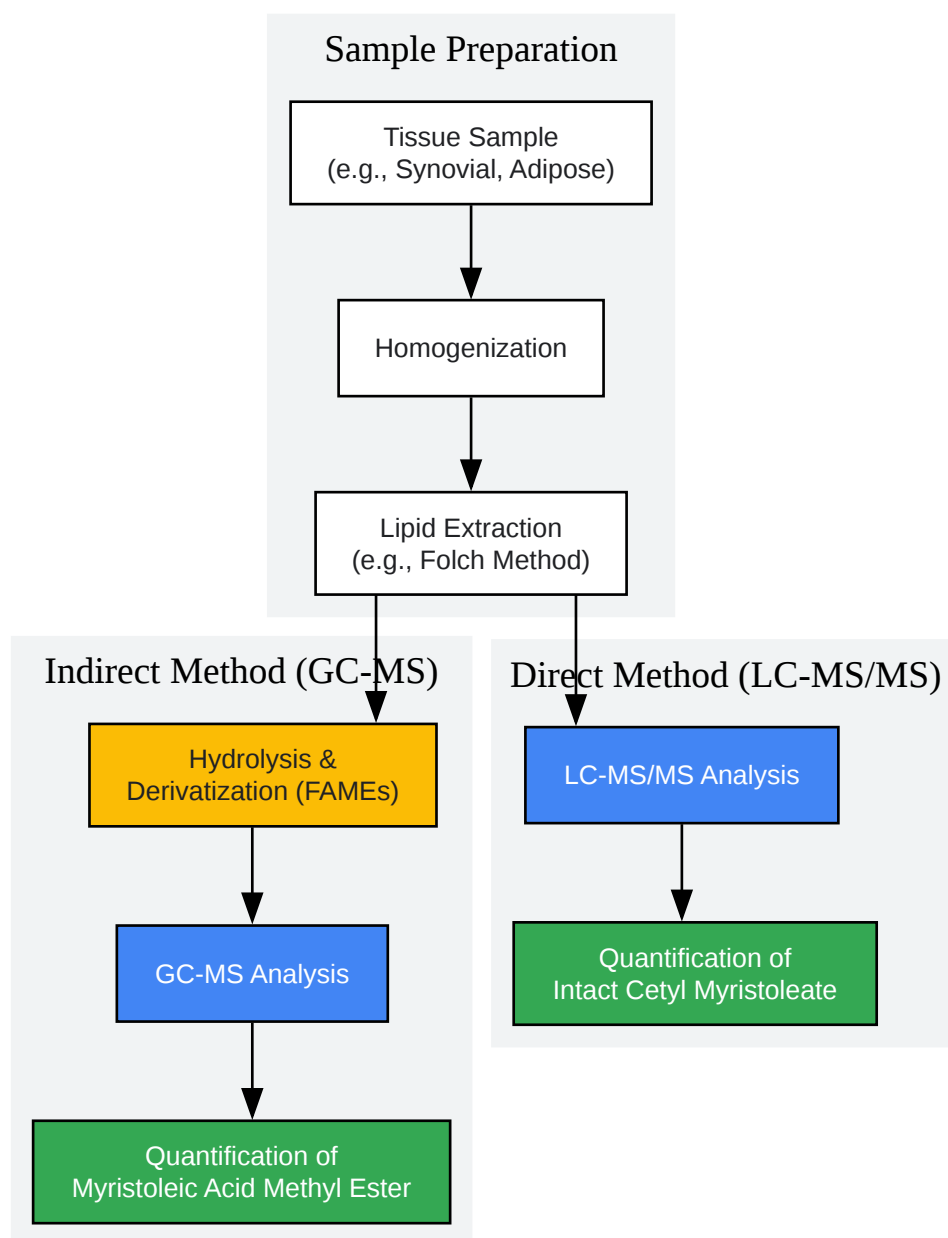 Sample Preparation
Tissue Sample
(e.g., Synovial, Adipose)
Homogenization
Lipid Extraction
(e.g., Folch Method)
Indirect Method (GC-MS)
Hydrolysis &
Derivatization (FAMEs)
GC-MS Analysis
Quantification of
Myristoleic Acid Methyl Ester
Direct Method (LC-MS/MS)
LC-MS/MS Analysis
Quantification of
Intact Cetyl Myristoleate